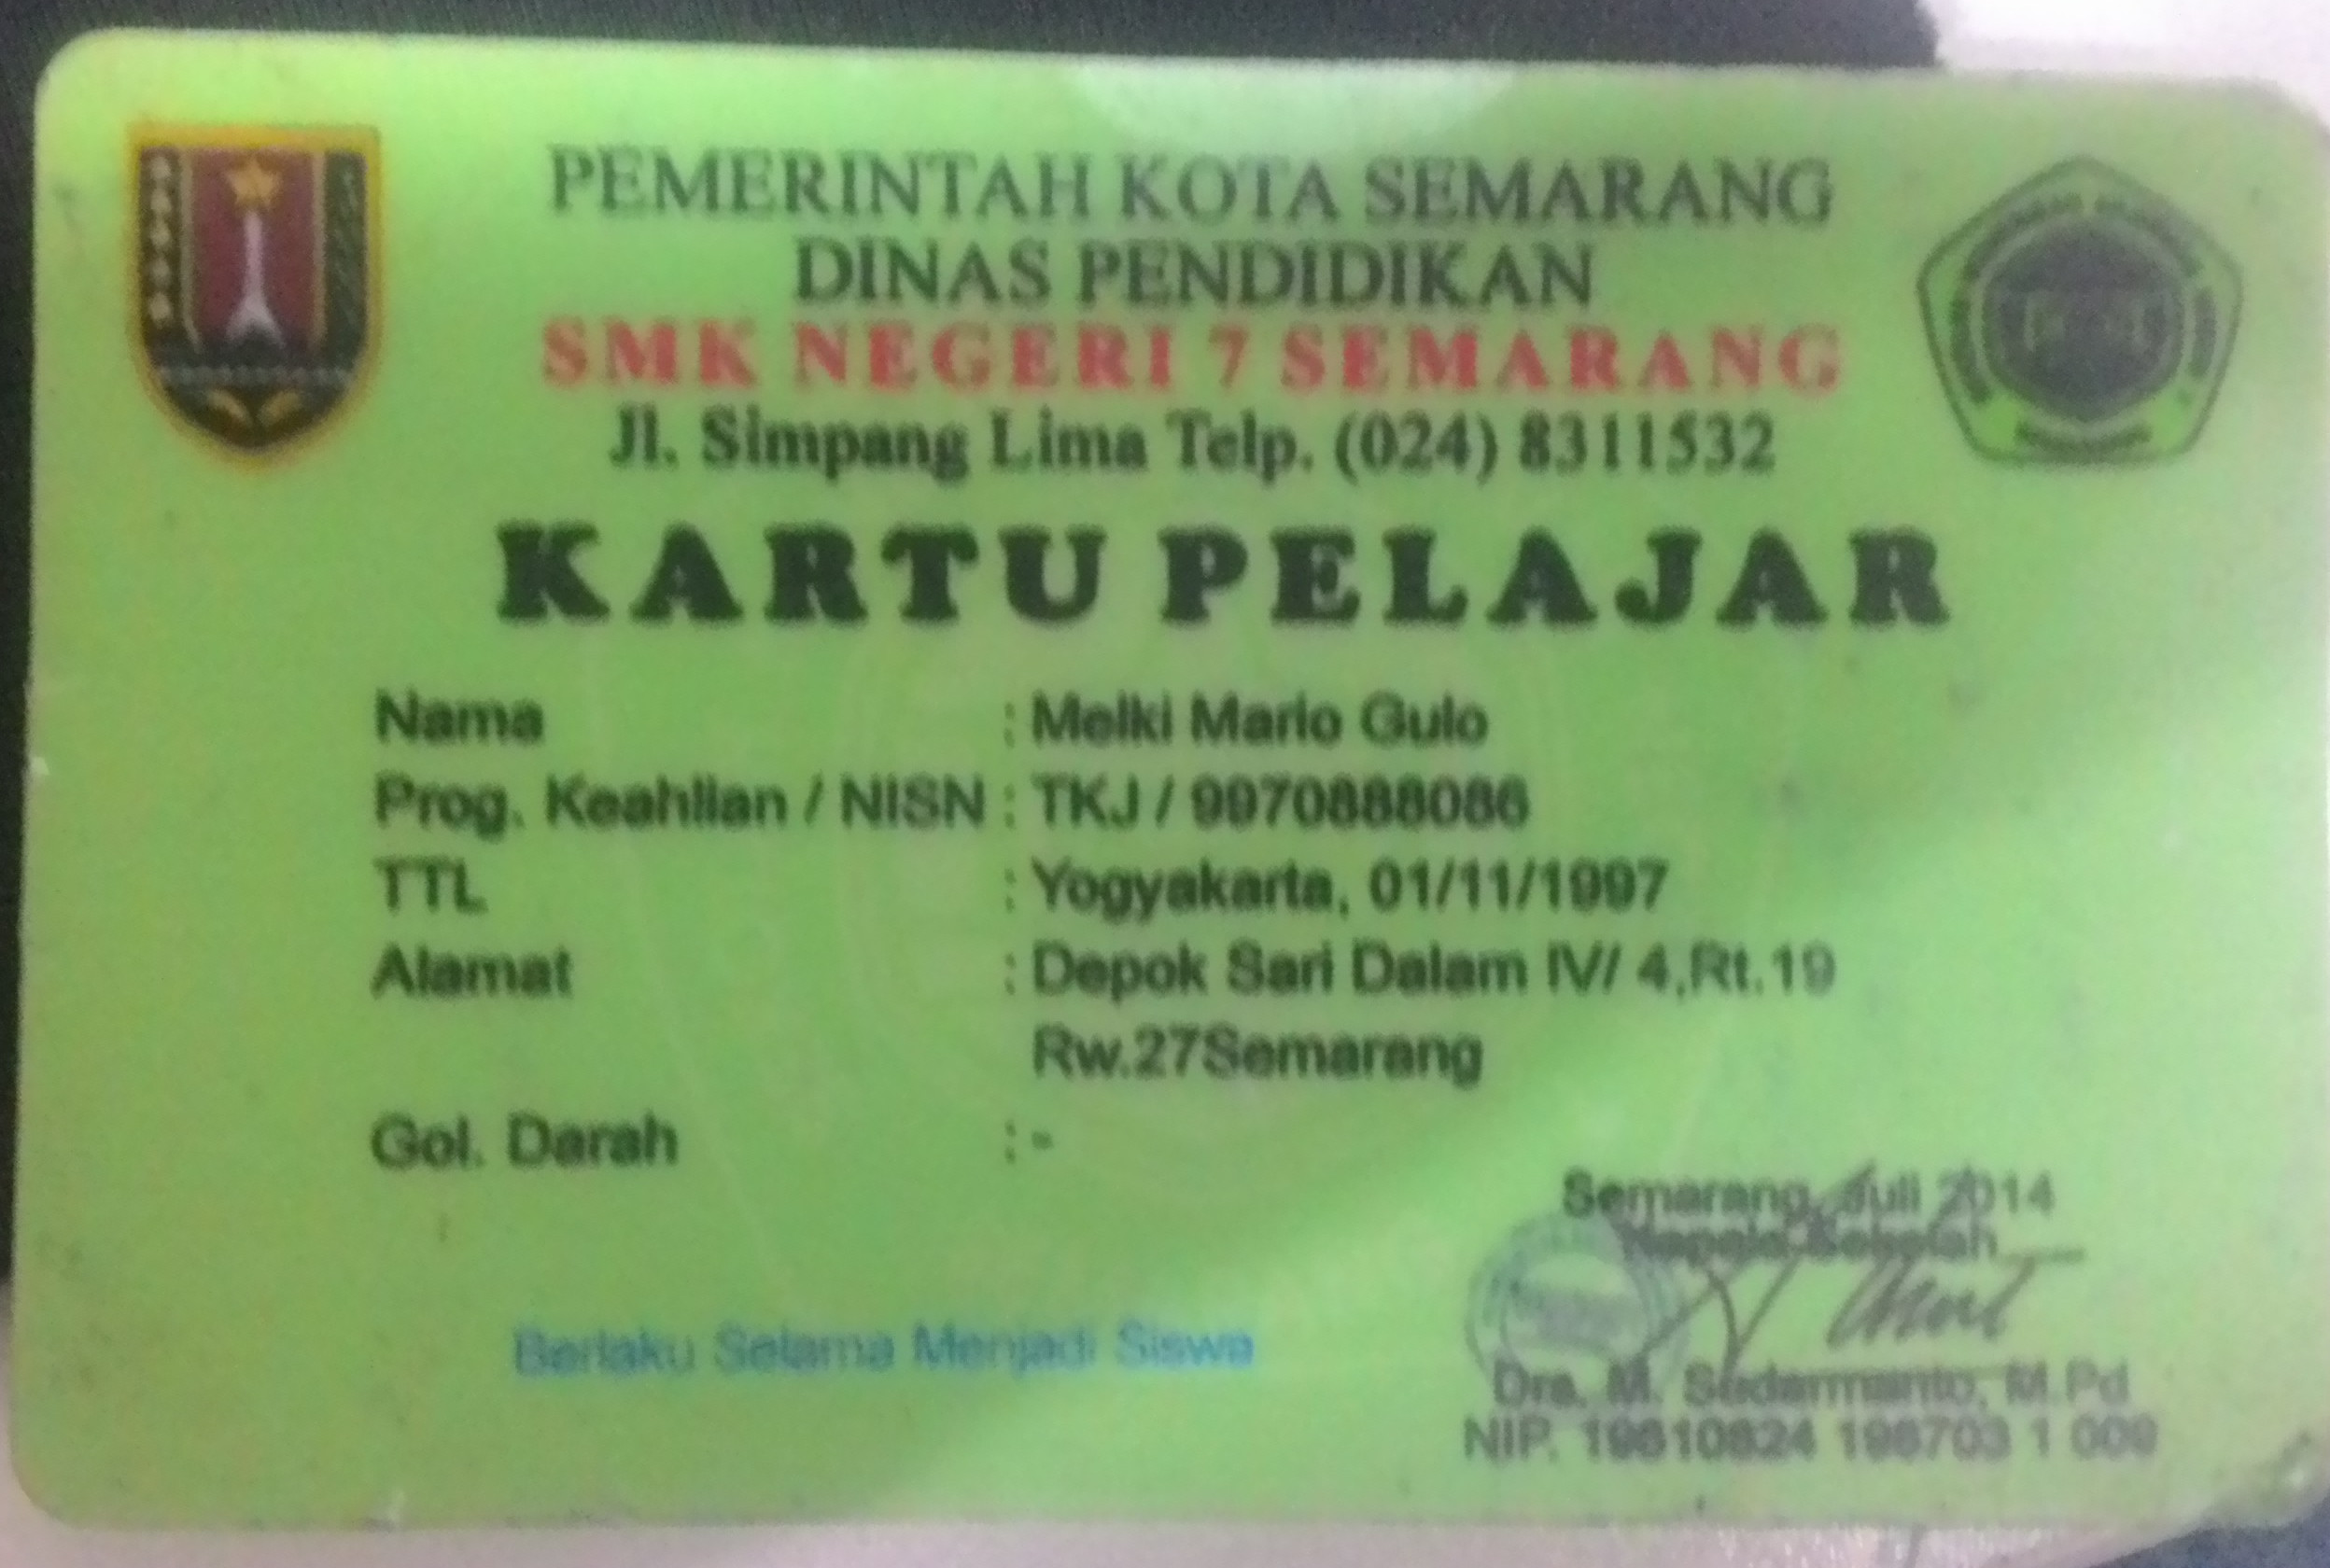 PEMERINTAH KOTA SEMARANG
DINAS PENDIDIKAN
SMK NEGERI 7 SEMARANG
Jl. Simpang Lima Telp. (024) 8311532
KARTU PELAJAR
Nama : Melki Mario Gulo
Prog. Keahlian / NISN : TKJ / 9970888086
TTL : Yogyakarta, 01/11/1997
Alamat : Depok Sari Dalam IV/ 4,Rt.19
Rw.27Semarang
Gol. Darah : -
Semarang, Juli 2014
Kepala Sekolah
Berlaku Selama Menjadi Siswa
Drs. M. Sudarmanto, M.Pd
NIP. 1 009